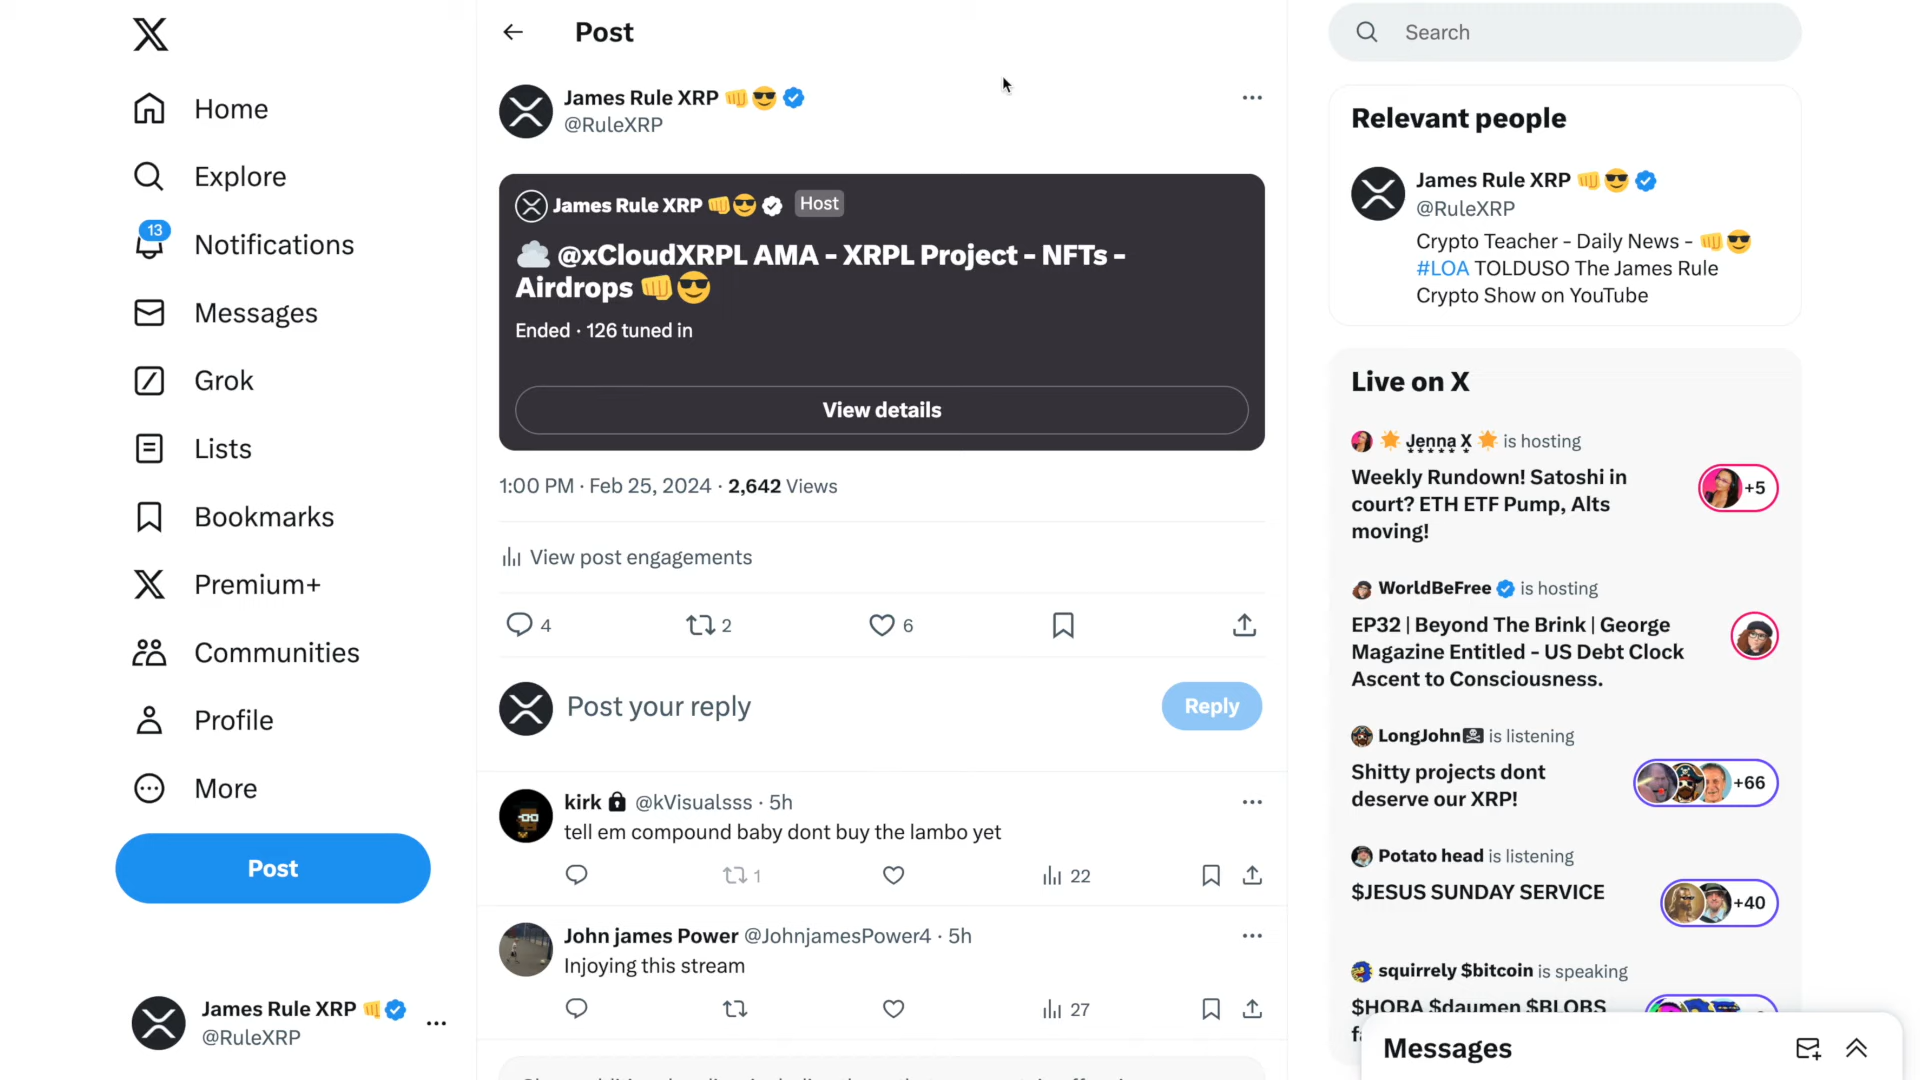 Home
Explore
13
Notifications
Messages
Grok
Lists
Bookmarks
Premium+
Communities
Profile
More
Post
James Rule XRP 👊
@RuleXRP
Post
James Rule XRP 👊😎
@RuleXRP
James Rule XRP 👊😎 Host
☁️ @xCloudXRPL AMA - XRPL Project - NFTs -
Airdrops 👊😎
Ended · 126 tuned in
View details
1:00 PM · Feb 25, 2024 · 2,642 Views
View post engagements
4 2 6
Post your reply
Reply
kirk @kVisualsss · 5h
tell em compound baby dont buy the lambo yet
1 22
John james Power @JohnjamesPower4 · 5h
Injoying this stream
27
Search
Relevant people
James Rule XRP 👊😎
@RuleXRP
Crypto Teacher - Daily News - 👊😎
#LOA TOLDUSO The James Rule
Crypto Show on YouTube
Live on X
🌟 Jenna X 🌟 is hosting
Weekly Rundown! Satoshi in
court? ETH ETF Pump, Alts
moving!
+5
WorldBeFree is hosting
EP32 | Beyond The Brink | George
Magazine Entitled - US Debt Clock
Ascent to Consciousness.
LongJohn🏴‍☠️ is listening
Shitty projects dont
deserve our XRP!
+66
Potato head is listening
$JESUS SUNDAY SERVICE
+40
squirrely $bitcoin is speaking
$HOBA $daumen $BLOBS
Messages